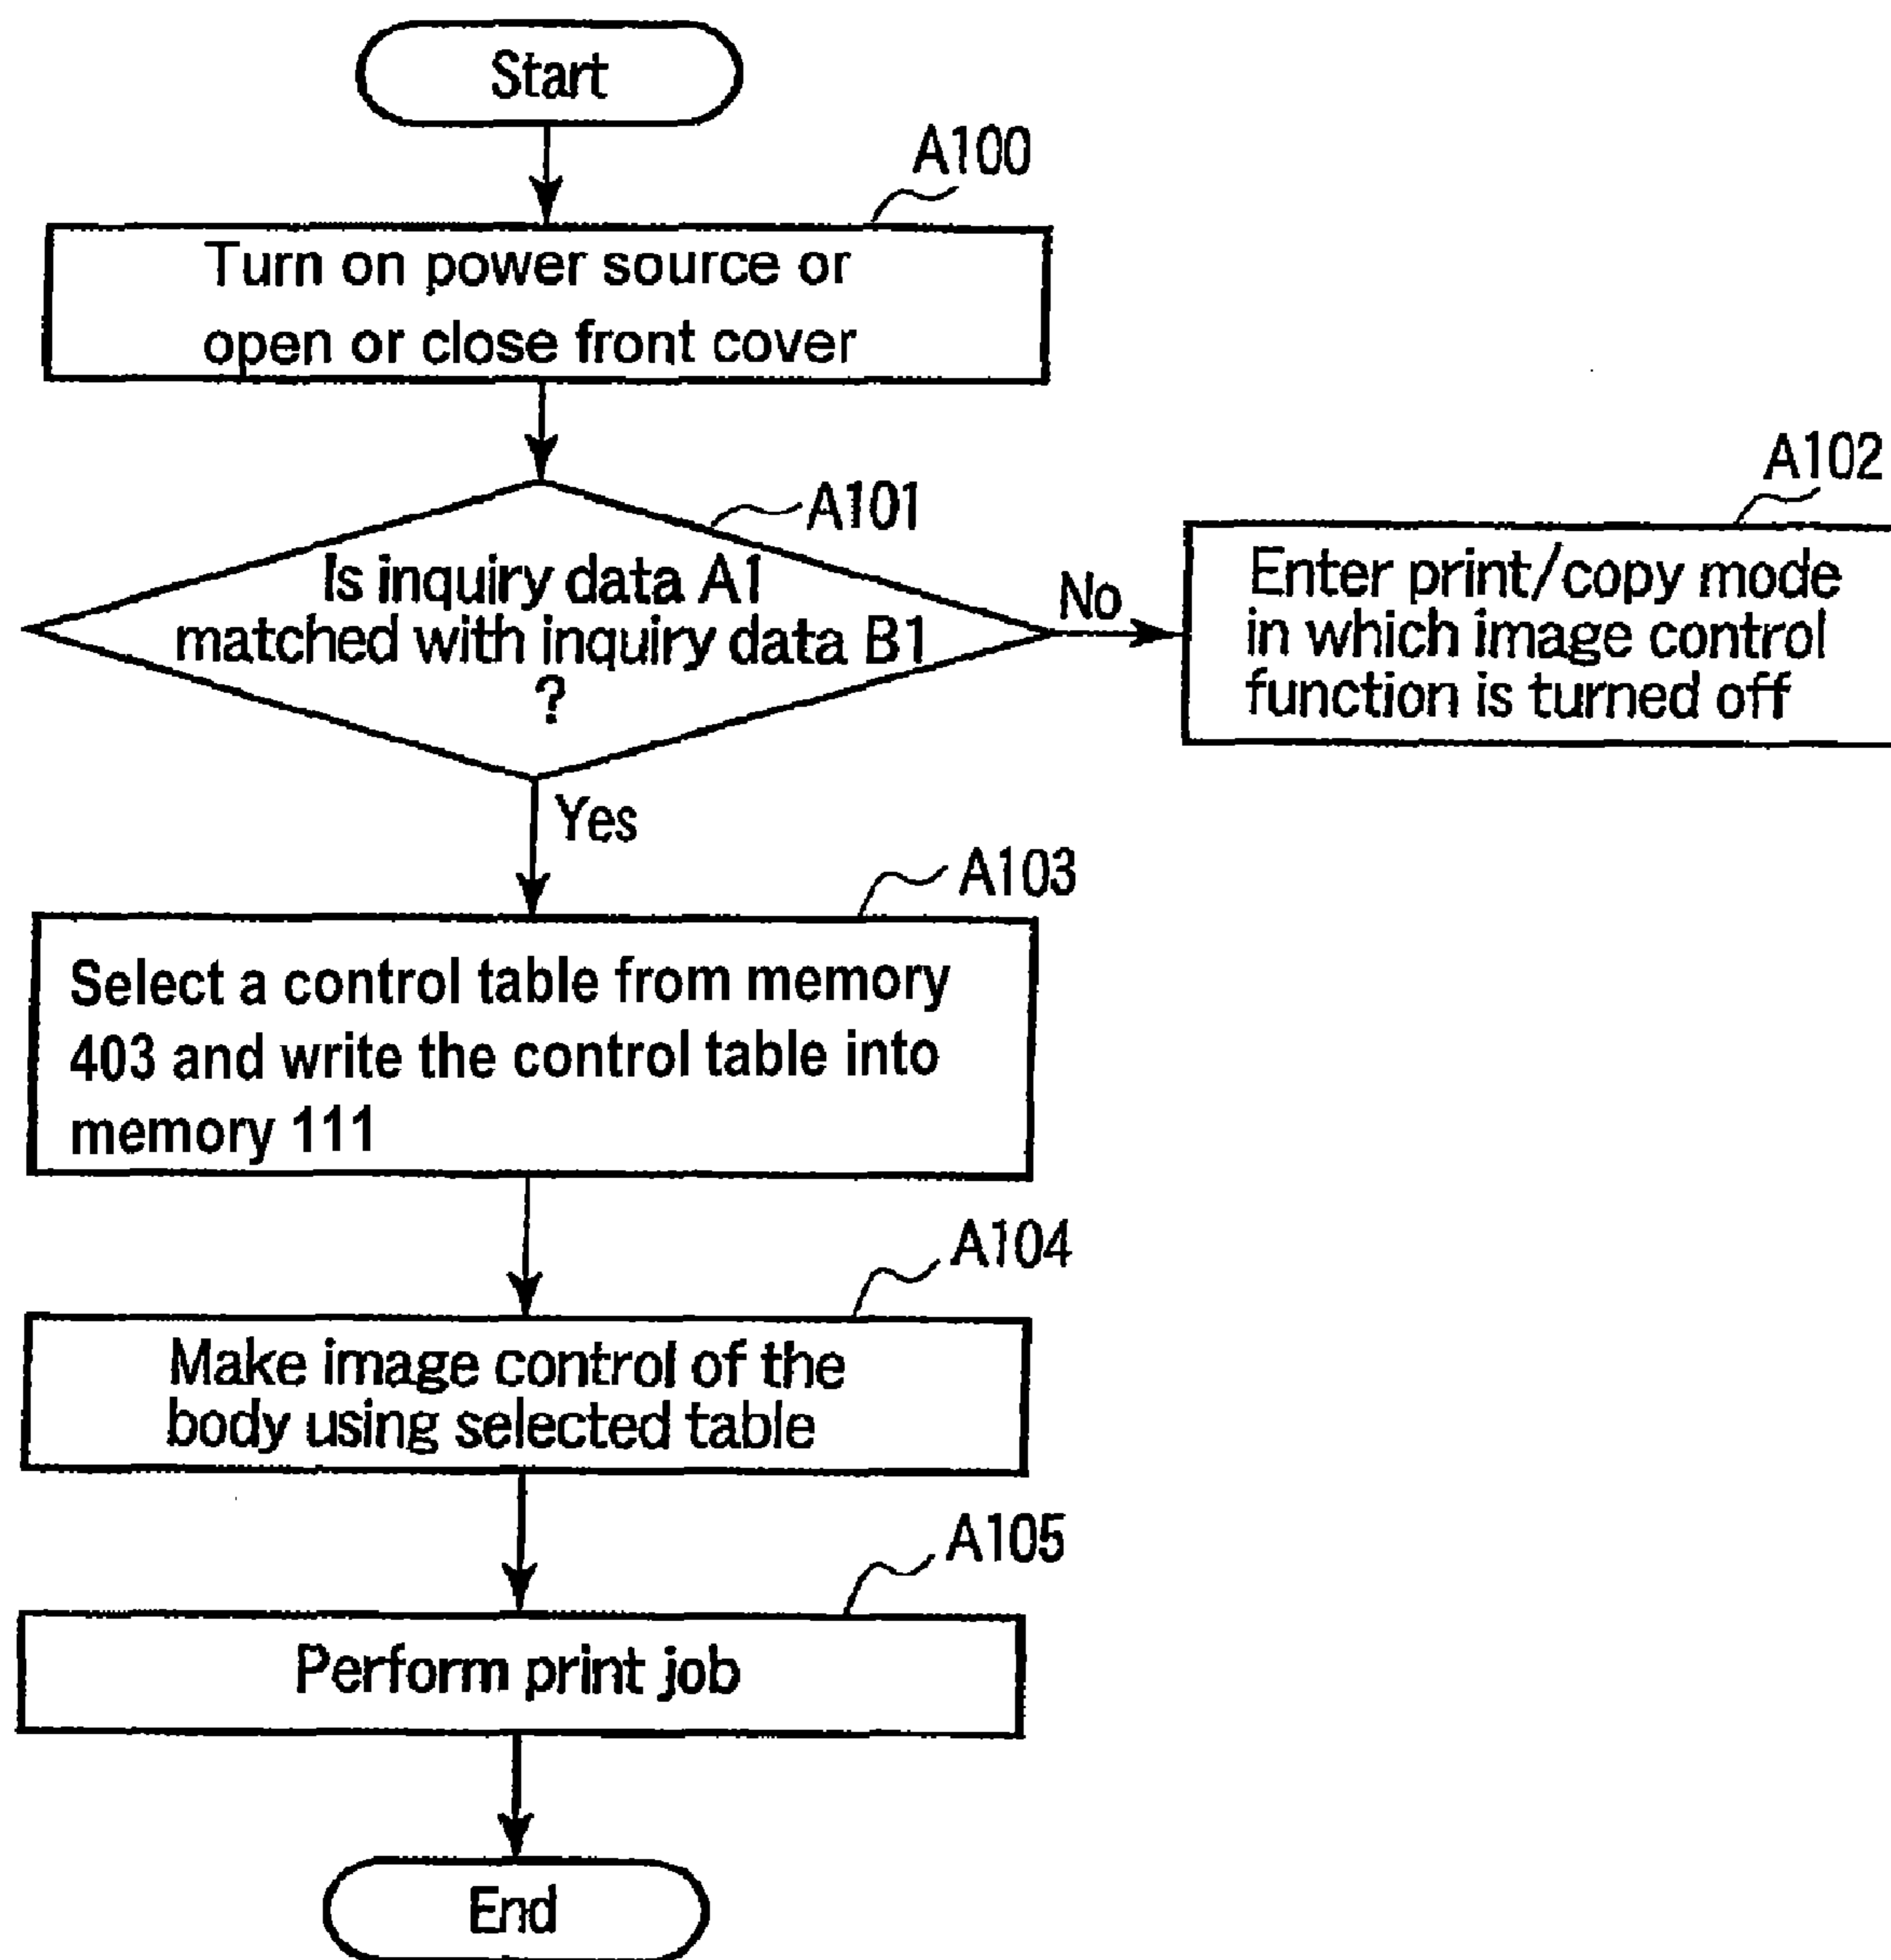 Start
A100
Turn on power source or
open or close front cover
A101
Is inquiry data A1
matched with inquiry data B1
?
No
A102
Enter print/copy mode
in which image control
function is turned off
Yes
A103
Select a control table from memory
403 and write the control table into
memory 111
A104
Make image control of the
body using selected table
A105
Perform print job
End